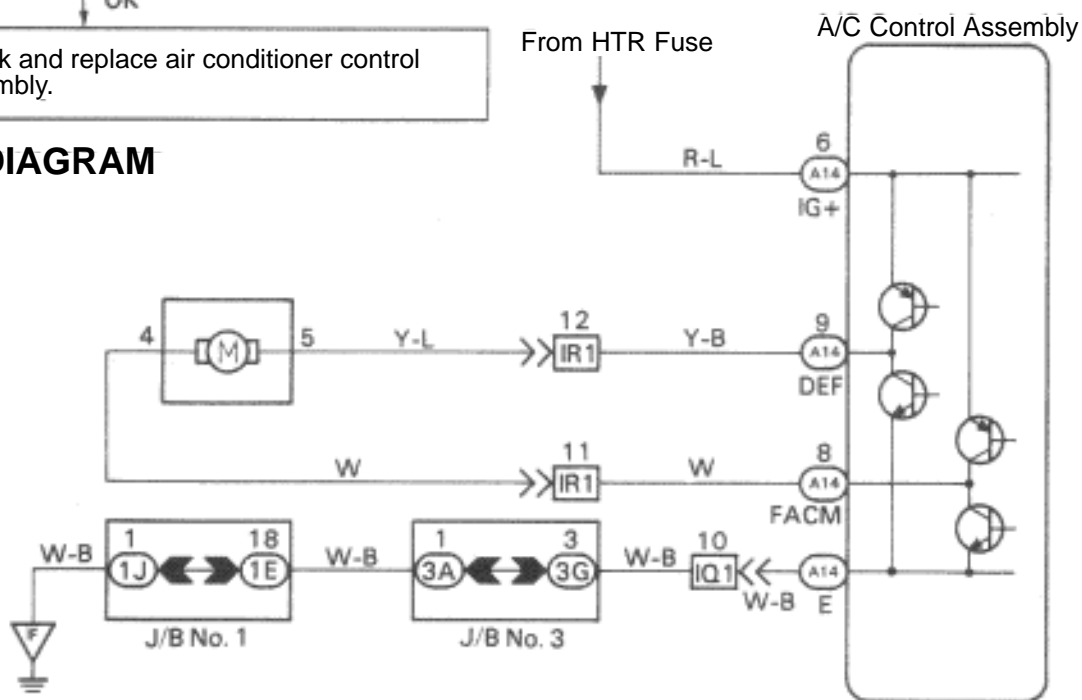 OK
k and replace air conditioner control
mbly.
DIAGRAM
From HTR Fuse
A/C Control Assembly
R-L
6
A14
IG+
4
M
5
Y-L
12
IR1
Y-B
9
A14
DEF
W
11
IR1
W
8
A14
FACM
W-B
1
1J
18
1E
W-B
1
3A
3
3G
W-B
10
IQ1
W-B
A14
E
J/B No. 1
J/B No. 3
IF